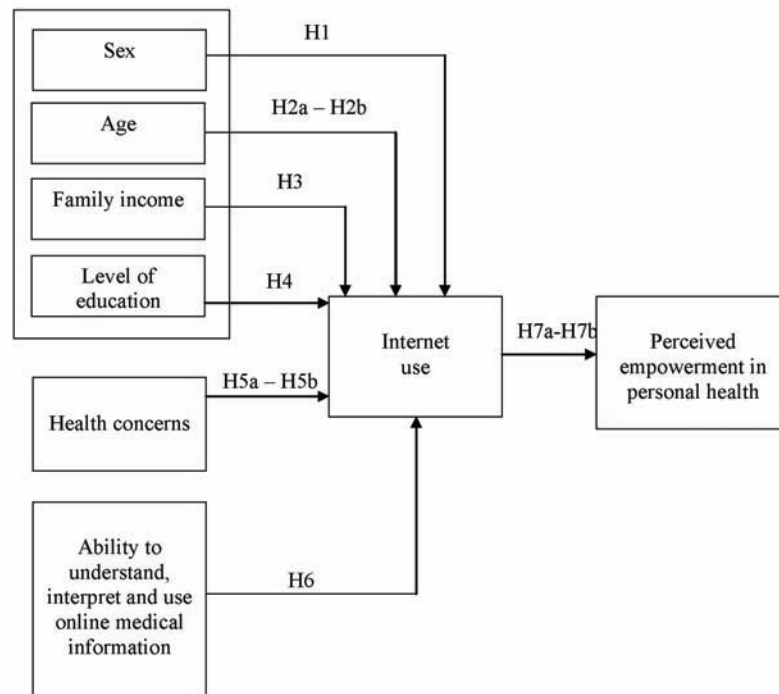 Sex
H1
Age
H2a – H2b
Family income
H3
Level of
education
H4
Internet
use
H7a-H7b
Perceived
empowerment in
personal health
Health concerns
H5a – H5b
Ability to
understand,
interpret and use
online medical
information
H6